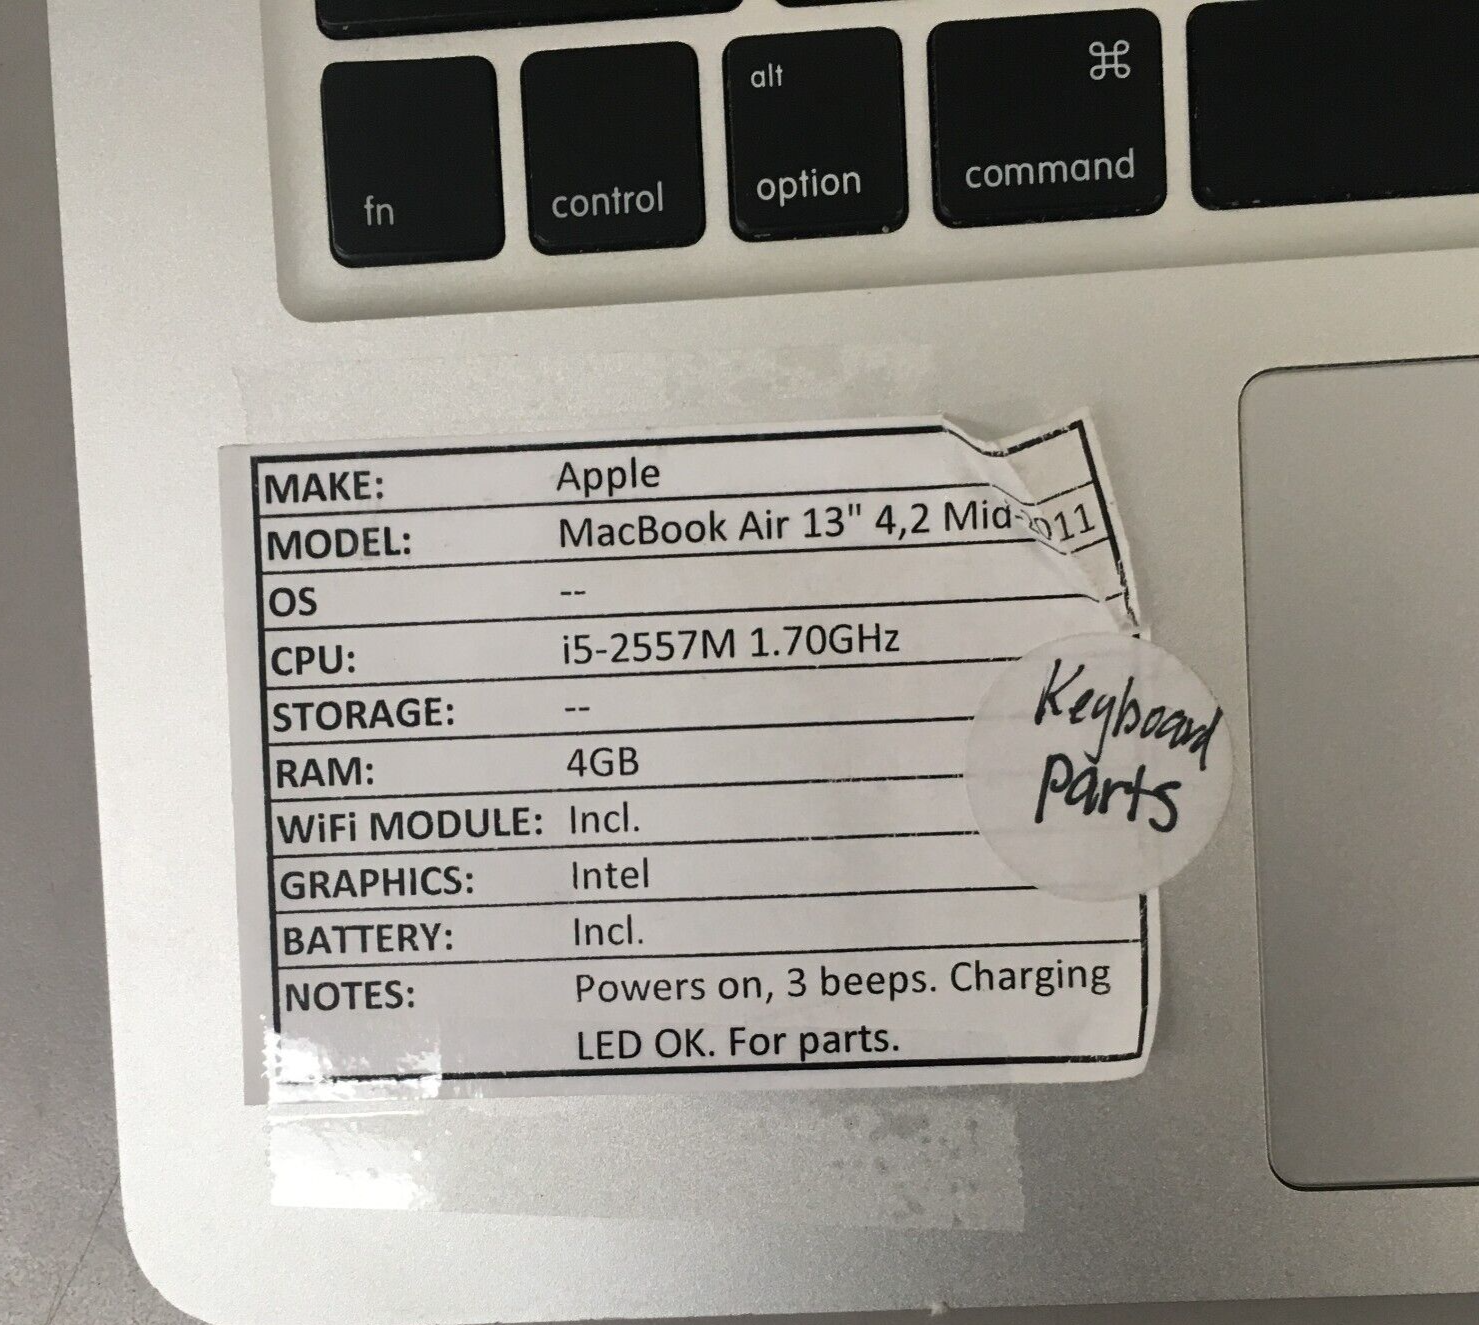 alt
⌘
fn
control
option
command
MAKE: Apple
MODEL: MacBook Air 13" 4,2 Mid-2011
OS --
CPU: i5-2557M 1.70GHz
STORAGE: --
RAM: 4GB
WiFi MODULE: Incl.
GRAPHICS: Intel
BATTERY: Incl.
NOTES: Powers on, 3 beeps. Charging
LED OK. For parts.
Keyboard
parts